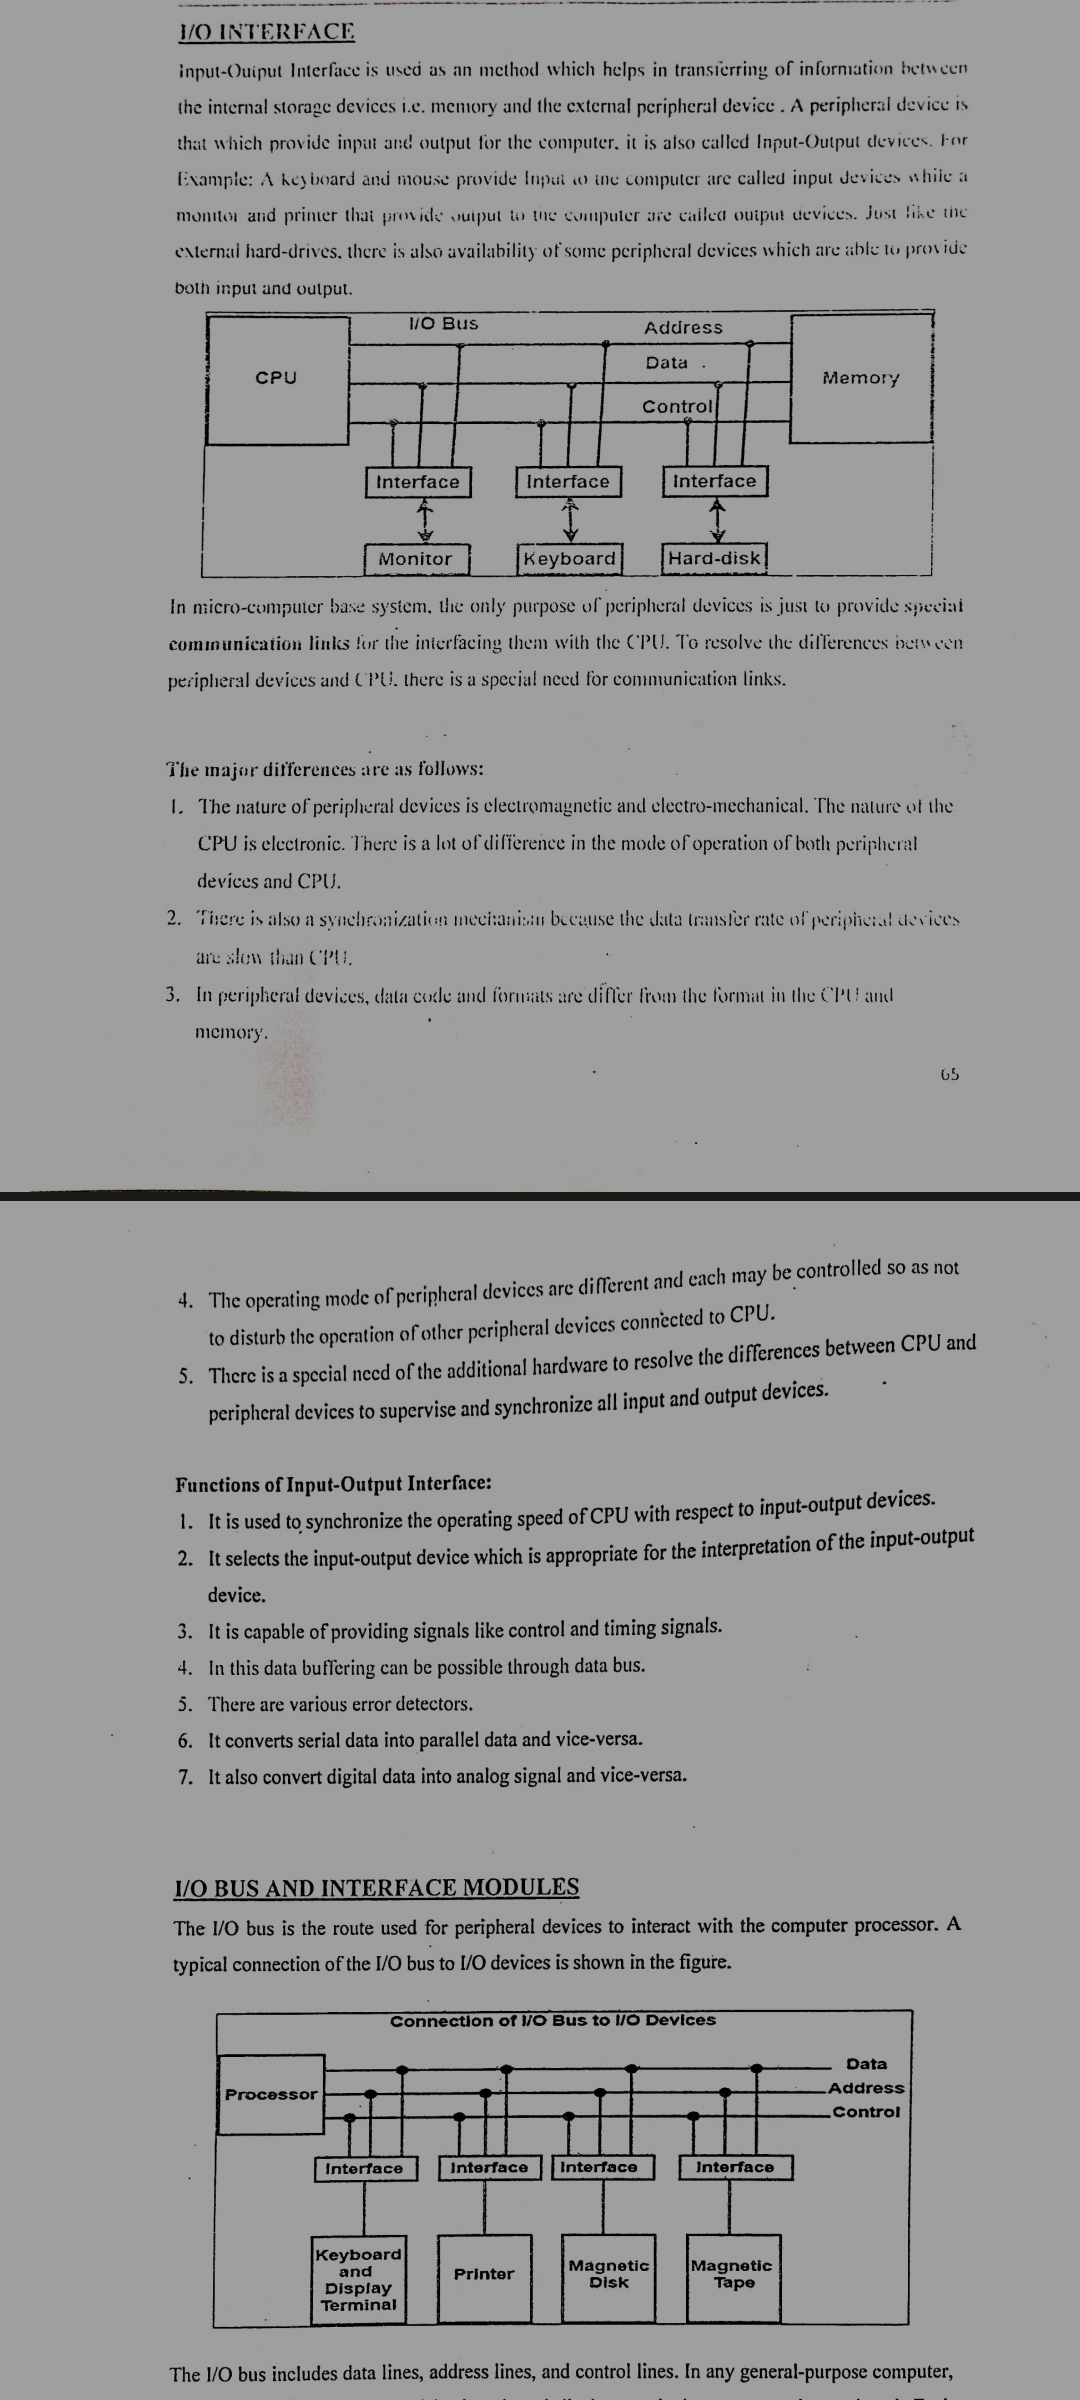 I/O INTERFACE
Input-Output Interface is used as an method which helps in transferring of information between
the internal storage devices i.e. memory and the external peripheral device . A peripheral device is
that which provide input and output for the computer, it is also called Input-Output devices. For
Example: A keyboard and mouse provide Input to the computer are called input devices while a
monitor and printer that provide output to the computer are called output devices. Just like the
external hard-drives, there is also availability of some peripheral devices which are able to provide
both input and output.
I/O Bus
Address
Data
CPU
Memory
Control
Interface
Interface
Interface
Monitor
Keyboard
Hard-disk
In micro-computer base system, the only purpose of peripheral devices is just to provide special
communication links for the interfacing them with the CPU. To resolve the differences between
peripheral devices and CPU, there is a special need for communication links.
The major differences are as follows:
1. The nature of peripheral devices is electromagnetic and electro-mechanical. The nature of the
CPU is electronic. There is a lot of difference in the mode of operation of both peripheral
devices and CPU.
2. There is also a synchronization mechanism because the data transfer rate of peripheral devices
are slow than CPU.
3. In peripheral devices, data code and formats are differ from the format in the CPU and
memory.
65
4. The operating mode of peripheral devices are different and each may be controlled so as not
to disturb the operation of other peripheral devices connected to CPU.
5. There is a special need of the additional hardware to resolve the differences between CPU and
peripheral devices to supervise and synchronize all input and output devices.
Functions of Input-Output Interface:
1. It is used to synchronize the operating speed of CPU with respect to input-output devices.
2. It selects the input-output device which is appropriate for the interpretation of the input-output
device.
3. It is capable of providing signals like control and timing signals.
4. In this data buffering can be possible through data bus.
5. There are various error detectors.
6. It converts serial data into parallel data and vice-versa.
7. It also convert digital data into analog signal and vice-versa.
I/O BUS AND INTERFACE MODULES
The I/O bus is the route used for peripheral devices to interact with the computer processor. A
typical connection of the I/O bus to I/O devices is shown in the figure.
Connection of I/O Bus to I/O Devices
Data
Processor
Address
Control
Interface
Interface
Interface
Interface
Keyboard
and
Display
Terminal
Printer
Magnetic
Disk
Magnetic
Tape
The I/O bus includes data lines, address lines, and control lines. In any general-purpose computer,